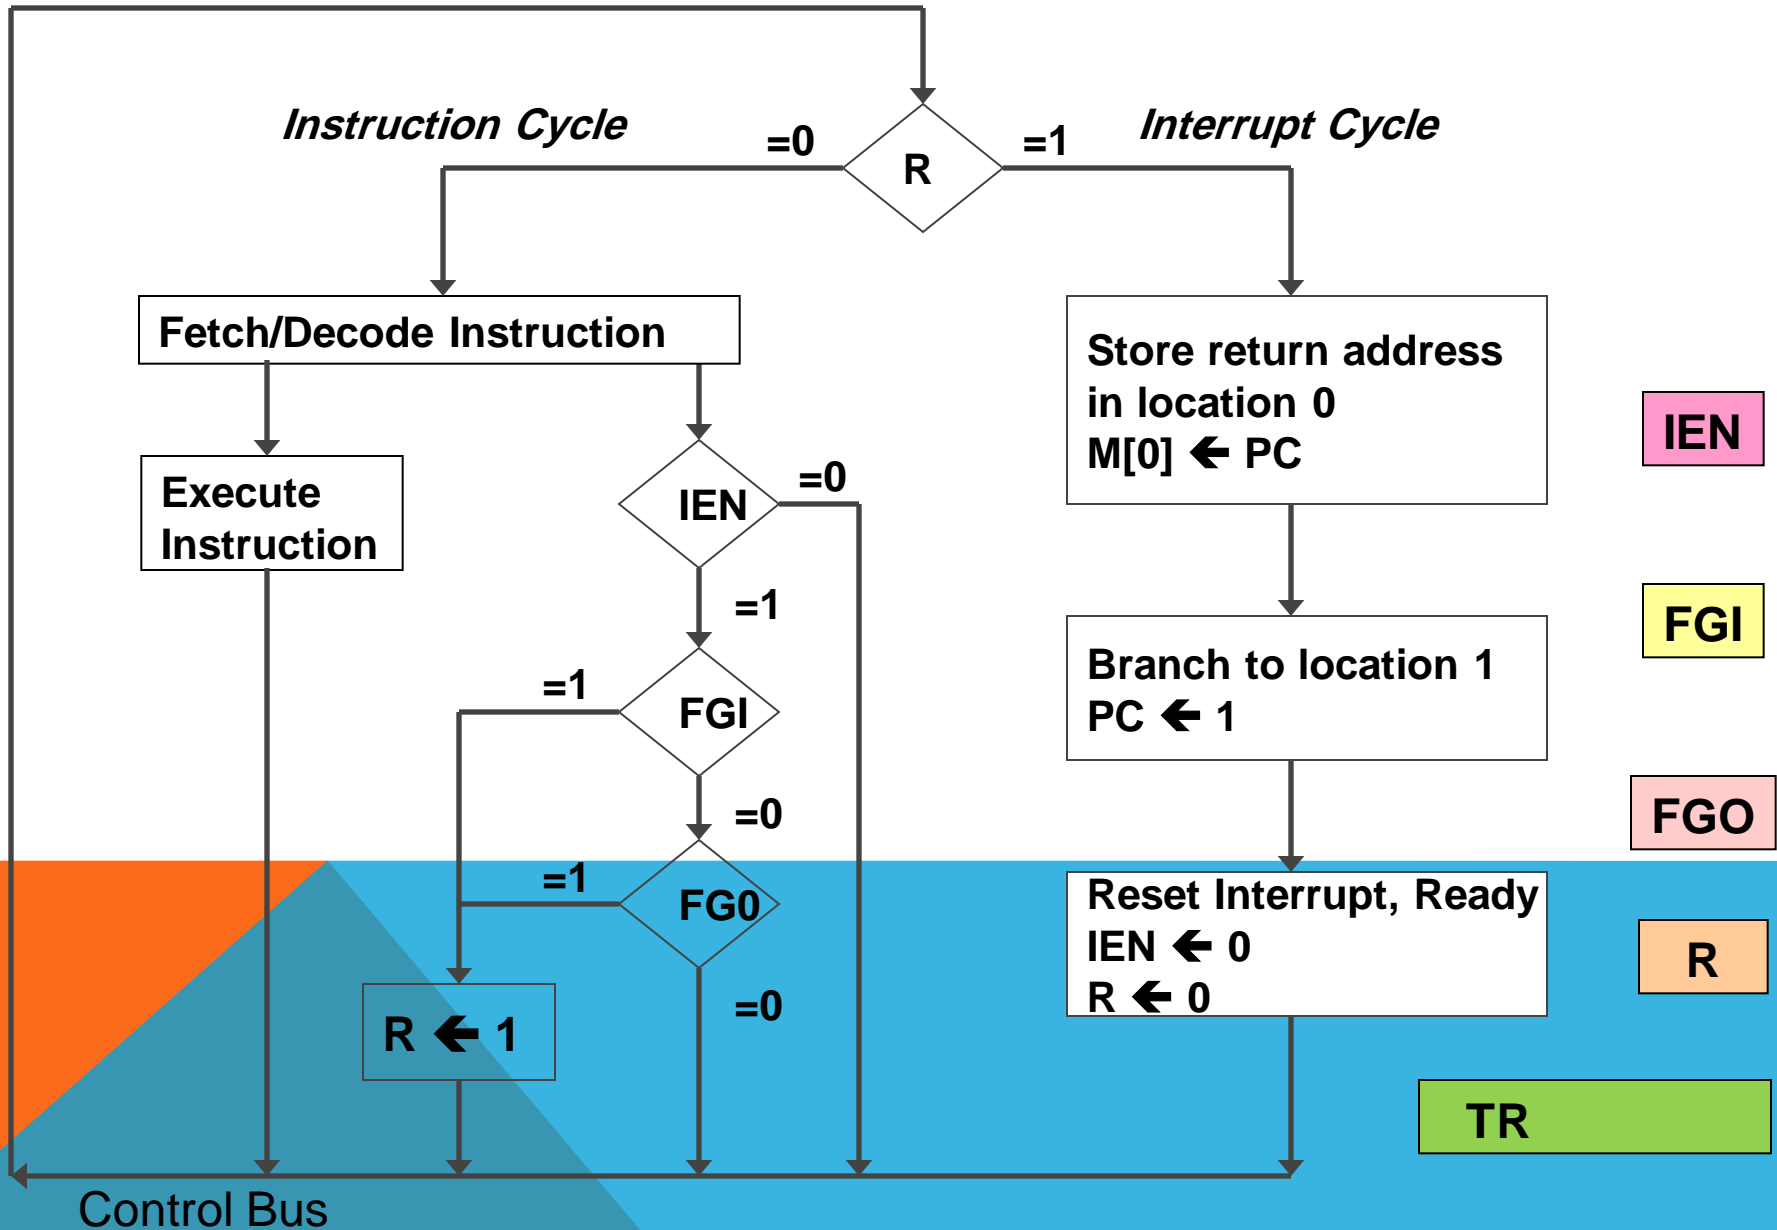 Instruction Cycle
Interrupt Cycle
=0
=1
R
Fetch/Decode Instruction
Execute
Instruction
IEN
=0
=1
FGI
=1
=0
FG0
=1
=0
R 🡸 1
Store return address
in location 0
M[0] 🡸 PC
Branch to location 1
PC 🡸 1
Reset Interrupt, Ready
IEN 🡸 0
R 🡸 0
IEN
FGI
FGO
R
TR
Control Bus